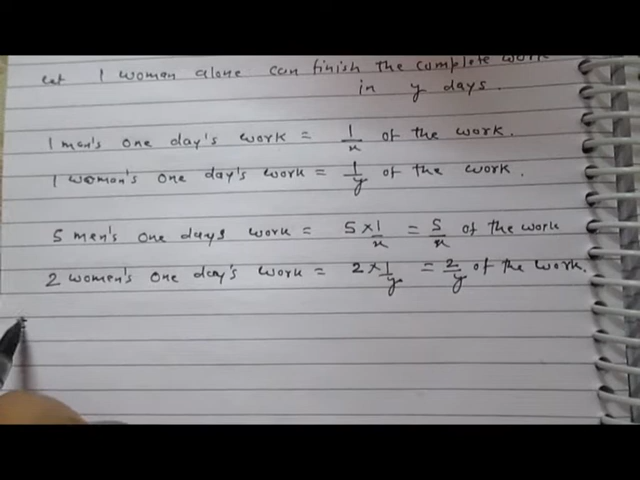 Let 1 woman alone can finish the complete work
in y days.
1 man's one day's work = 1/x of the work.
1 woman's one day's work = 1/y of the work.
5 men's one days work = 5 × 1/x = 5/x of the work
2 women's one day's work = 2 × 1/y = 2/y of the work.